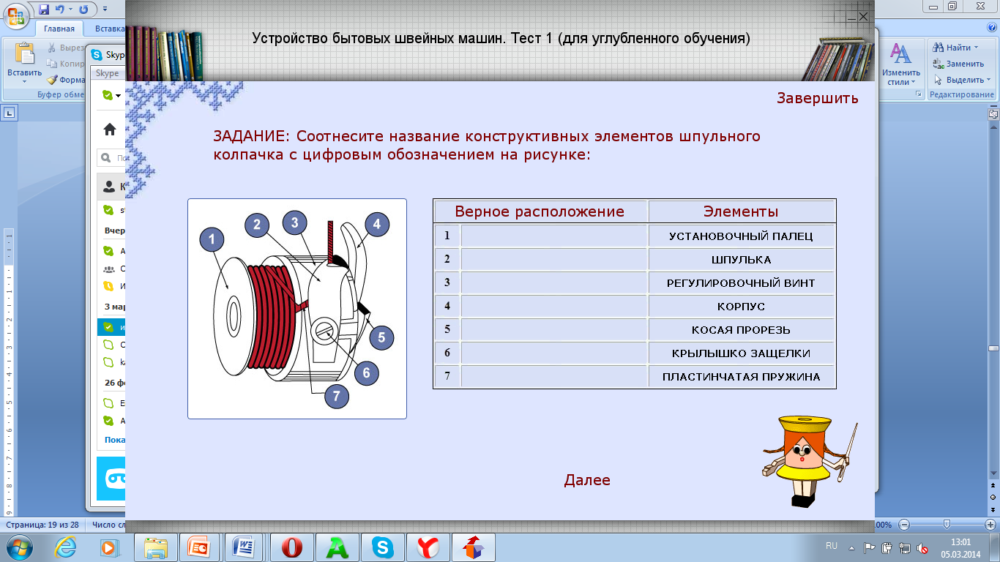 Главная
Вставка
Вставить
Вырез
Копир
Форма
Буфер обме
Найти
Заменить
Выделить
Изменить
стили
Редактирование
Skype
Skype
Устройство бытовых швейных машин. Тест 1 (для углубленного обучения)
Завершить
ЗАДАНИЕ: Соотнесите название конструктивных элементов шпульного
колпачка с цифровым обозначением на рисунке:
1
2
3
4
5
6
7
Верное расположение Элементы
1 УСТАНОВОЧНЫЙ ПАЛЕЦ
2 ШПУЛЬКА
3 РЕГУЛИРОВОЧНЫЙ ВИНТ
4 КОРПУС
5 КОСАЯ ПРОРЕЗЬ
6 КРЫЛЫШКО ЗАЩЕЛКИ
7 ПЛАСТИНЧАТАЯ ПРУЖИНА
Далее
По
К
st
Вчер
А
О
И
3 мар
и
С
ka
26 фе
Е
А
Пока
Страница: 19 из 28
Число сл
100%
RU
13:01
05.03.2014